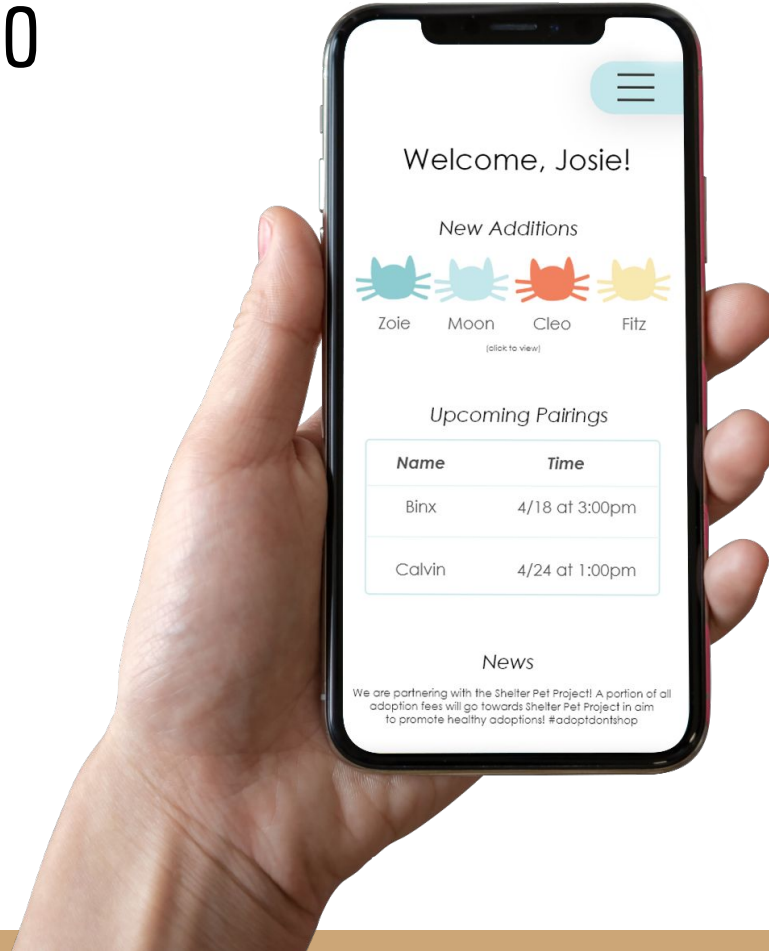 0
Welcome, Josie!
New Additions
Zoie Moon Cleo Fitz
(click to view)
Upcoming Pairings
Name Time
Binx 4/18 at 3:00pm
Calvin 4/24 at 1:00pm
News
We are partnering with the Shelter Pet Project! A portion of all
adoption fees will go towards Shelter Pet Project in aim
to promote healthy adoptions! #adoptdontshop